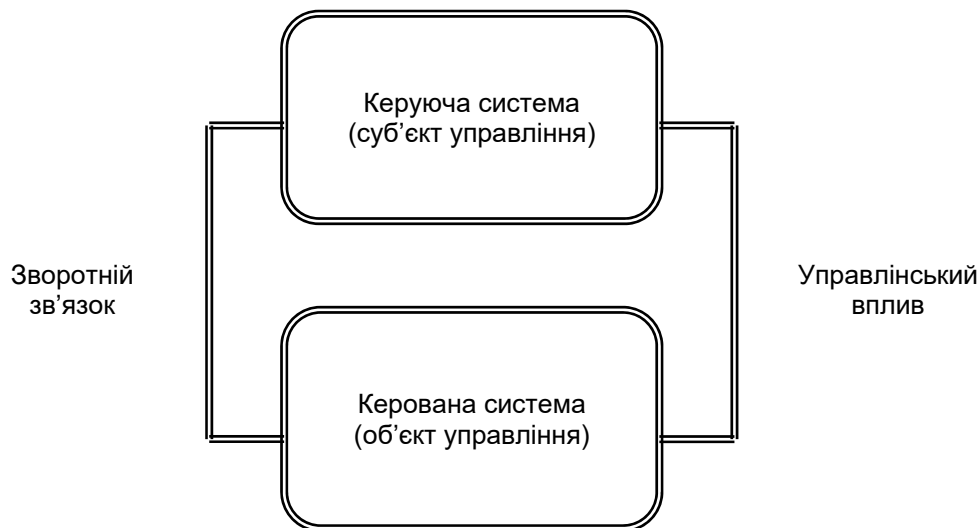 Керуюча система
(суб’єкт управління)
Зворотній
зв’язок
Управлінський
вплив
Керована система
(об’єкт управління)